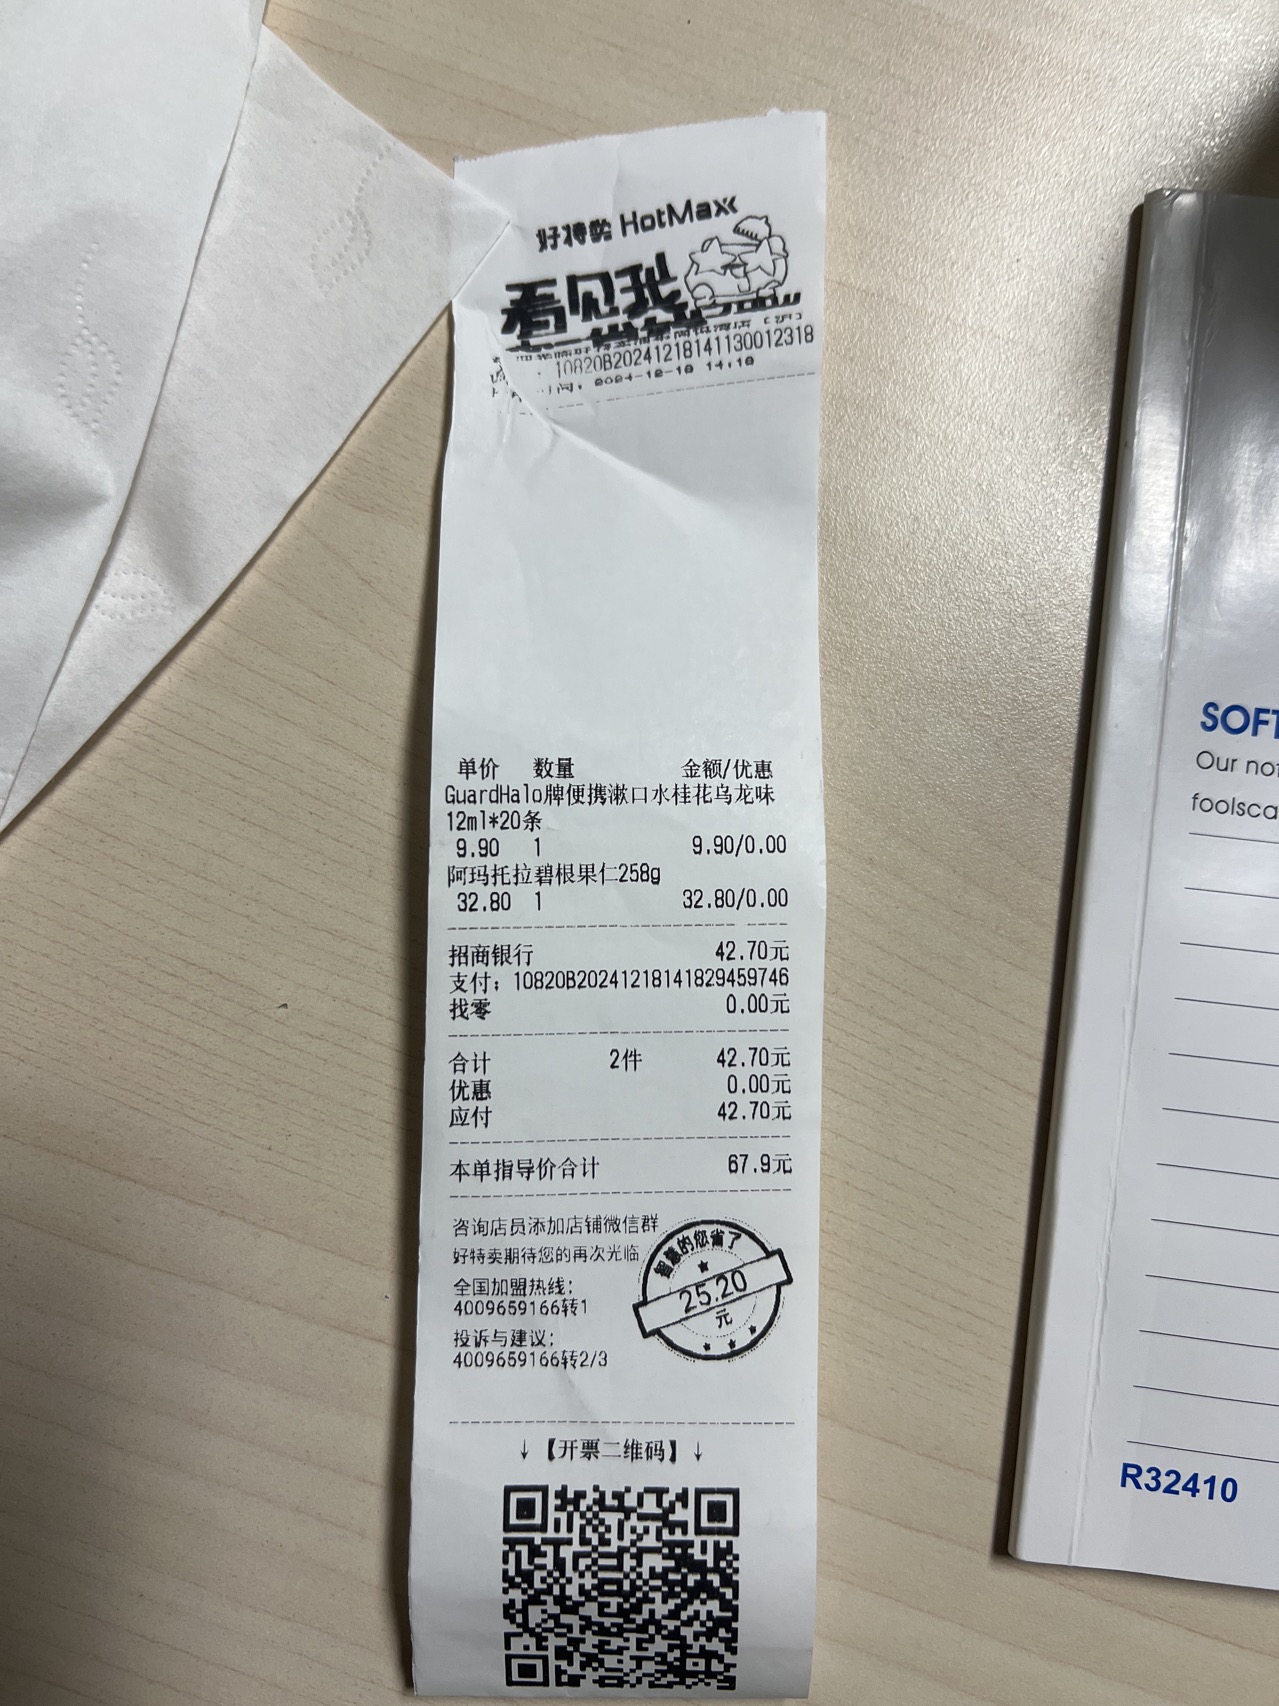 好特卖 HotMaxx
看见我
10820B20241218141130012318
单价 数量 金额/优惠
GuardHalo牌便携漱口水桂花乌龙味
12ml*20条
9.90 1 9.90/0.00
阿玛托拉碧根果仁258g
32.80 1 32.80/0.00
招商银行 42.70元
支付：10820B20241218141829459746
找零 0.00元
合计 2件 42.70元
优惠 0.00元
应付 42.70元
本单指导价合计 67.9元
咨询店员添加店铺微信群
好特卖期待您的再次光临
全国加盟热线：
4009659166转1
投诉与建议：
4009659166转2/3
智慧的您省了
25.20
元
↓【开票二维码】↓
SOFT
Our not
foolsca
R32410